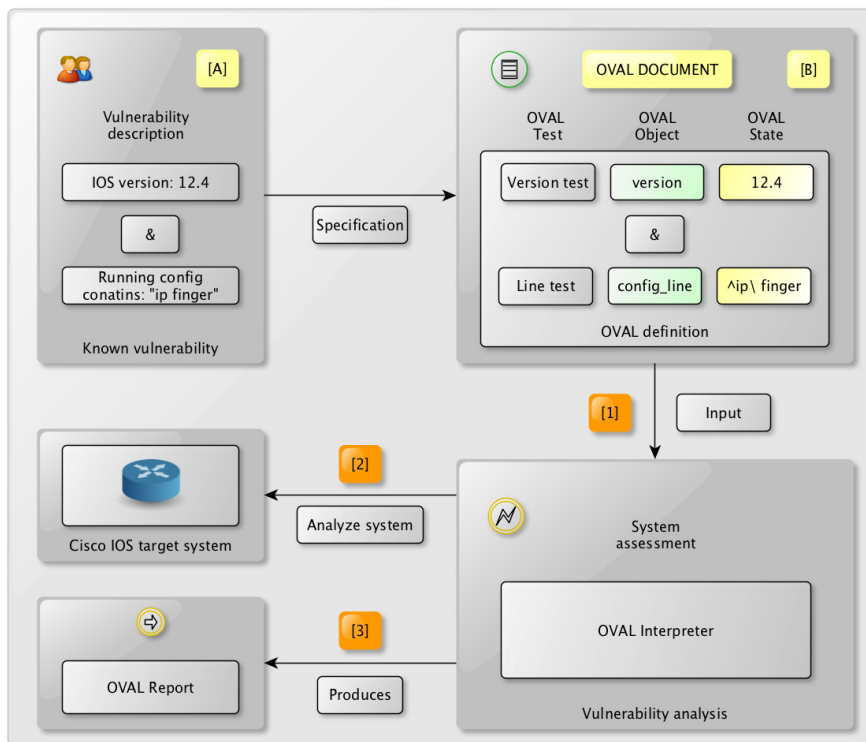 [A]
Vulnerability
description
IOS version: 12.4
&
Running config
conatins: "ip finger"
Known vulnerability
Specification
OVAL DOCUMENT
[B]
OVAL
Test
OVAL
Object
OVAL
State
Version test
version
12.4
&
Line test
config_line
^ip\ finger
OVAL definition
[1]
Input
[2]
Analyze system
Cisco IOS target system
System
assessment
OVAL Interpreter
Vulnerability analysis
[3]
Produces
OVAL Report